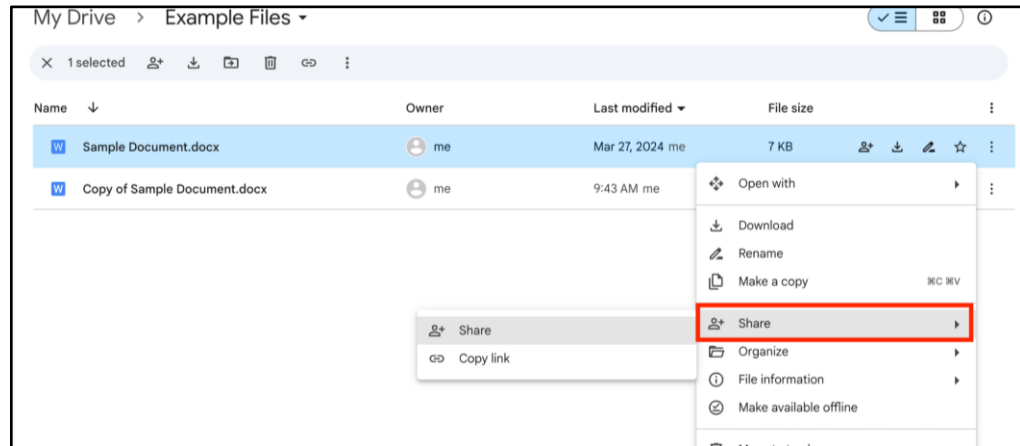 My Drive > Example Files
1 selected
Name Owner Last modified File size
W Sample Document.docx me Mar 27, 2024 me 7 KB
W Copy of Sample Document.docx me 9:43 AM me
Open with
Download
Rename
Make a copy ⌘C ⌘V
Share
Share
Copy link
Organize
File information
Make available offline